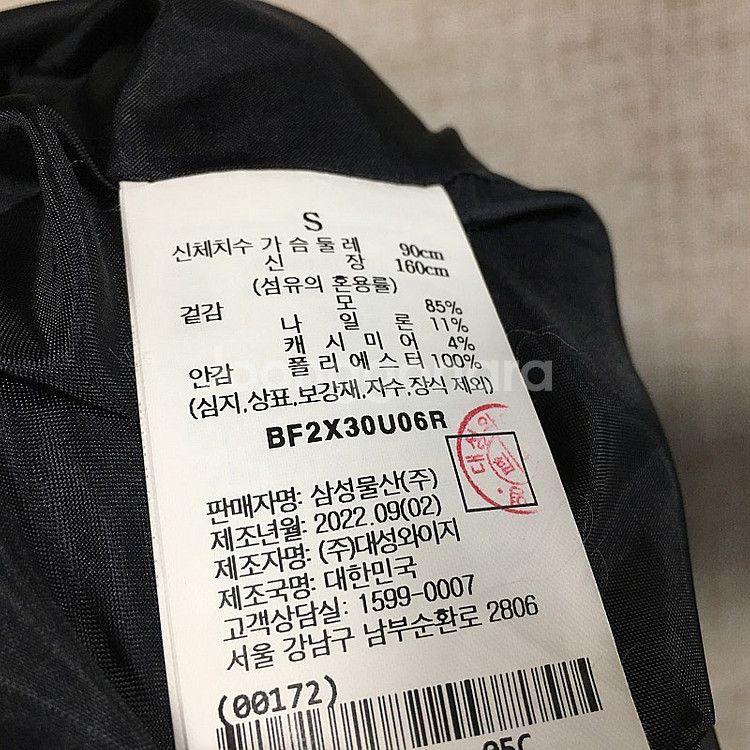 S
신체치수 가 슴 둘 레 90cm
신 장 160cm
(섬유의 혼용률)
겉감 모 85%
나 일 론 11%
캐 시 미 어 4%
안감 폴 리 에 스 터 100%
(심지,상표,보강재,자수,장식 제외)
BF2X30U06R
판매자명: 삼성물산(주)
제조년월: 2022.09(02)
제조자명: (주)대성와이지
제조국명: 대한민국
고객상담실: 1599-0007
서울 강남구 남부순환로 2806
(00172)